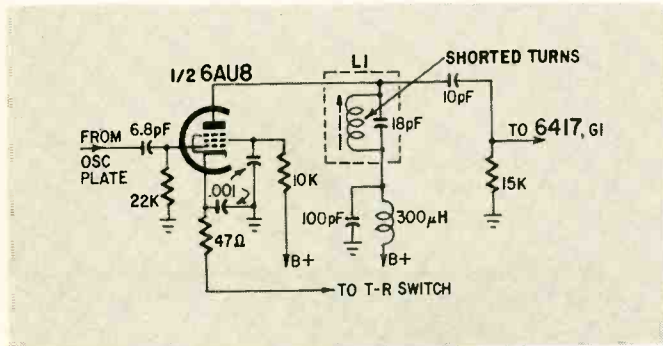 L1
SHORTED TURNS
1/2 6AU8
6.8pF
FROM
OSC
PLATE
22K
.001
10K
18pF
10pF
TO 6417, G1
15K
100pF
300µH
47Ω
B+
B+
TO T-R SWITCH